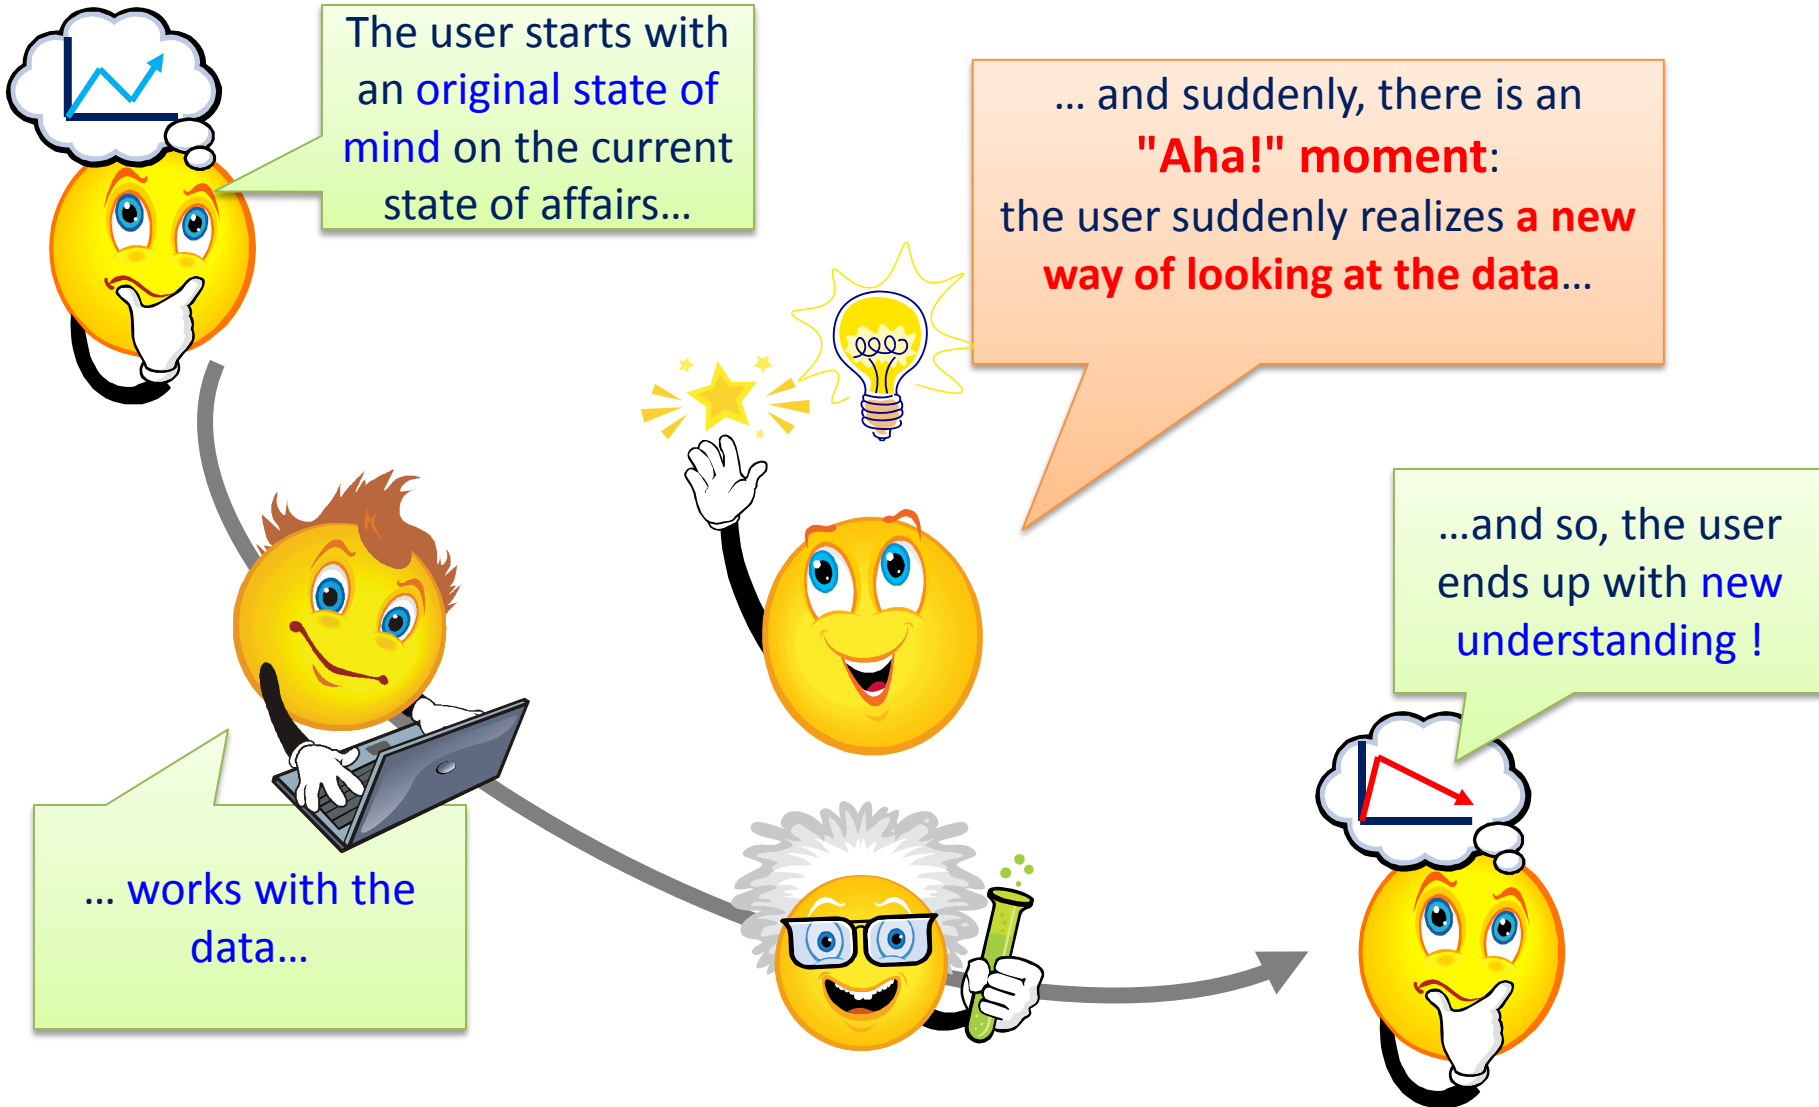 The user starts with
an original state of
mind on the current
state of affairs...
... and suddenly, there is an
"Aha!" moment:
the user suddenly realizes a new
way of looking at the data...
...and so, the user
ends up with new
understanding !
... works with the
data...